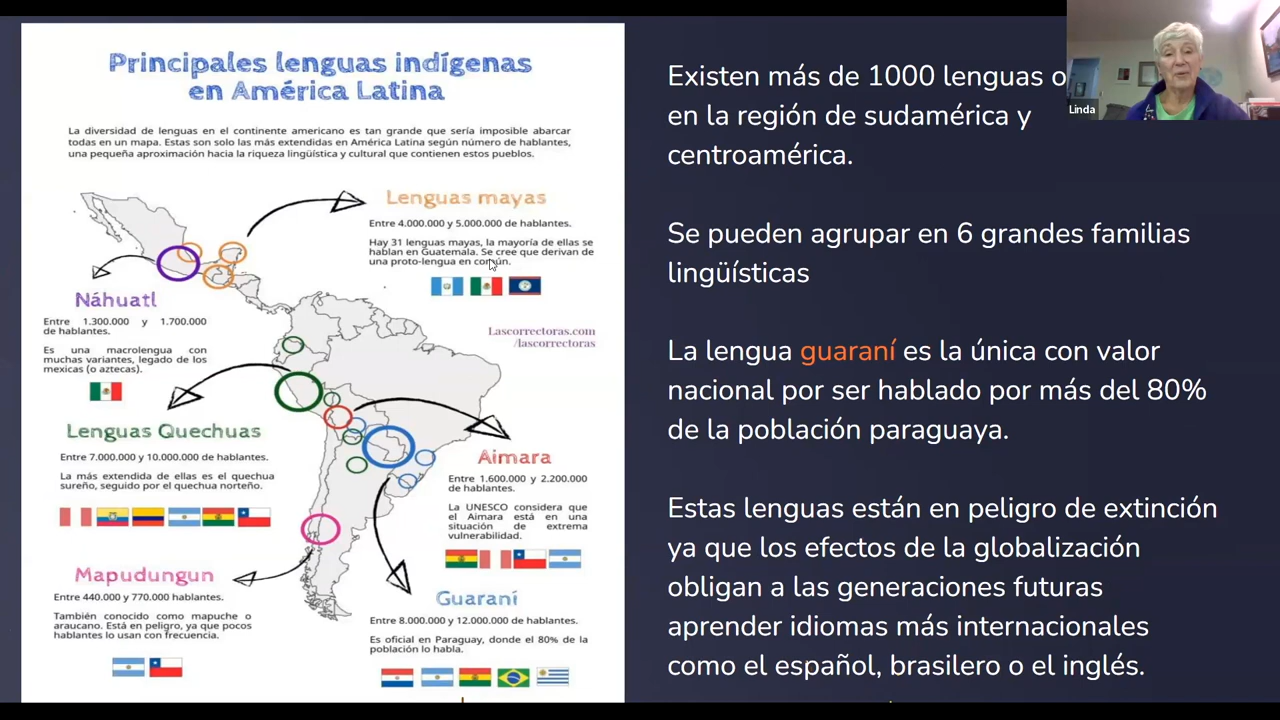 Principales lenguas indígenas
en América Latina
La diversidad de lenguas en el continente americano es tan grande que sería imposible abarcar
todas en un mapa. Estas son solo las más extendidas en América Latina según número de hablantes,
una pequeña aproximación hacia la riqueza lingüística y cultural que contienen estos pueblos.
Lenguas mayas
Entre 4.000.000 y 5.000.000 de hablantes.
Hay 31 lenguas mayas, la mayoría de ellas se
hablan en Guatemala. Se cree que derivan de
una proto-lengua en común.
Náhuatl
Entre 1.300.000 y 1.700.000
de hablantes.
Es una macrolengua con
muchas variantes, legado de los
mexicas (o aztecas).
Lascorrectoras.com
/lascorrectoras
Lenguas Quechuas
Entre 7.000.000 y 10.000.000 de hablantes.
La más extendida de ellas es el quechua
sureño, seguido por el quechua norteño.
Aimara
Entre 1.600.000 y 2.200.000
de hablantes.
La UNESCO considera que
el Aimara está en una
situación de extrema
vulnerabilidad.
Mapudungun
Entre 440.000 y 770.000 hablantes.
También conocido como mapuche o
araucano. Está en peligro, ya que pocos
hablantes lo usan con frecuencia.
Guaraní
Entre 8.000.000 y 12.000.000 de hablantes.
Es oficial en Paraguay, donde el 80% de la
población lo habla.
Existen más de 1000 lenguas o
en la región de sudamérica y
centroamérica.
Se pueden agrupar en 6 grandes familias
lingüísticas
La lengua guaraní es la única con valor
nacional por ser hablado por más del 80%
de la población paraguaya.
Estas lenguas están en peligro de extinción
ya que los efectos de la globalización
obligan a las generaciones futuras
aprender idiomas más internacionales
como el español, brasilero o el inglés.
Linda